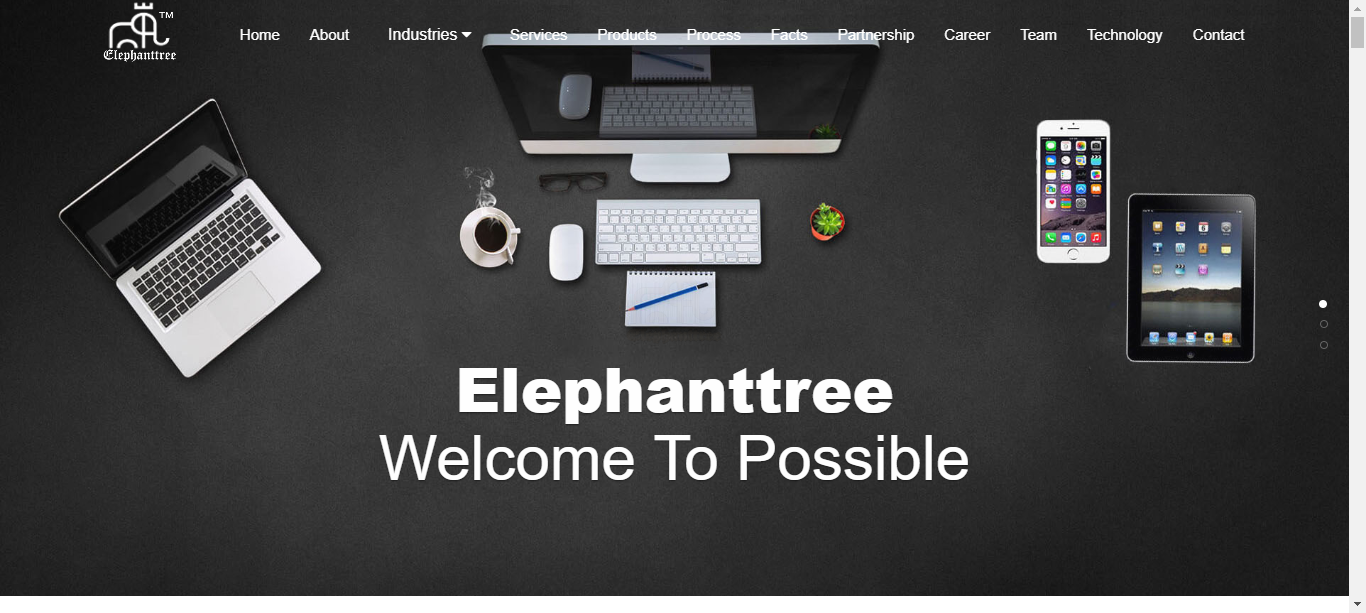 TM
Elephanttree
Home About Industries Services Products Process Facts Partnership Career Team Technology Contact
Elephanttree
Welcome To Possible